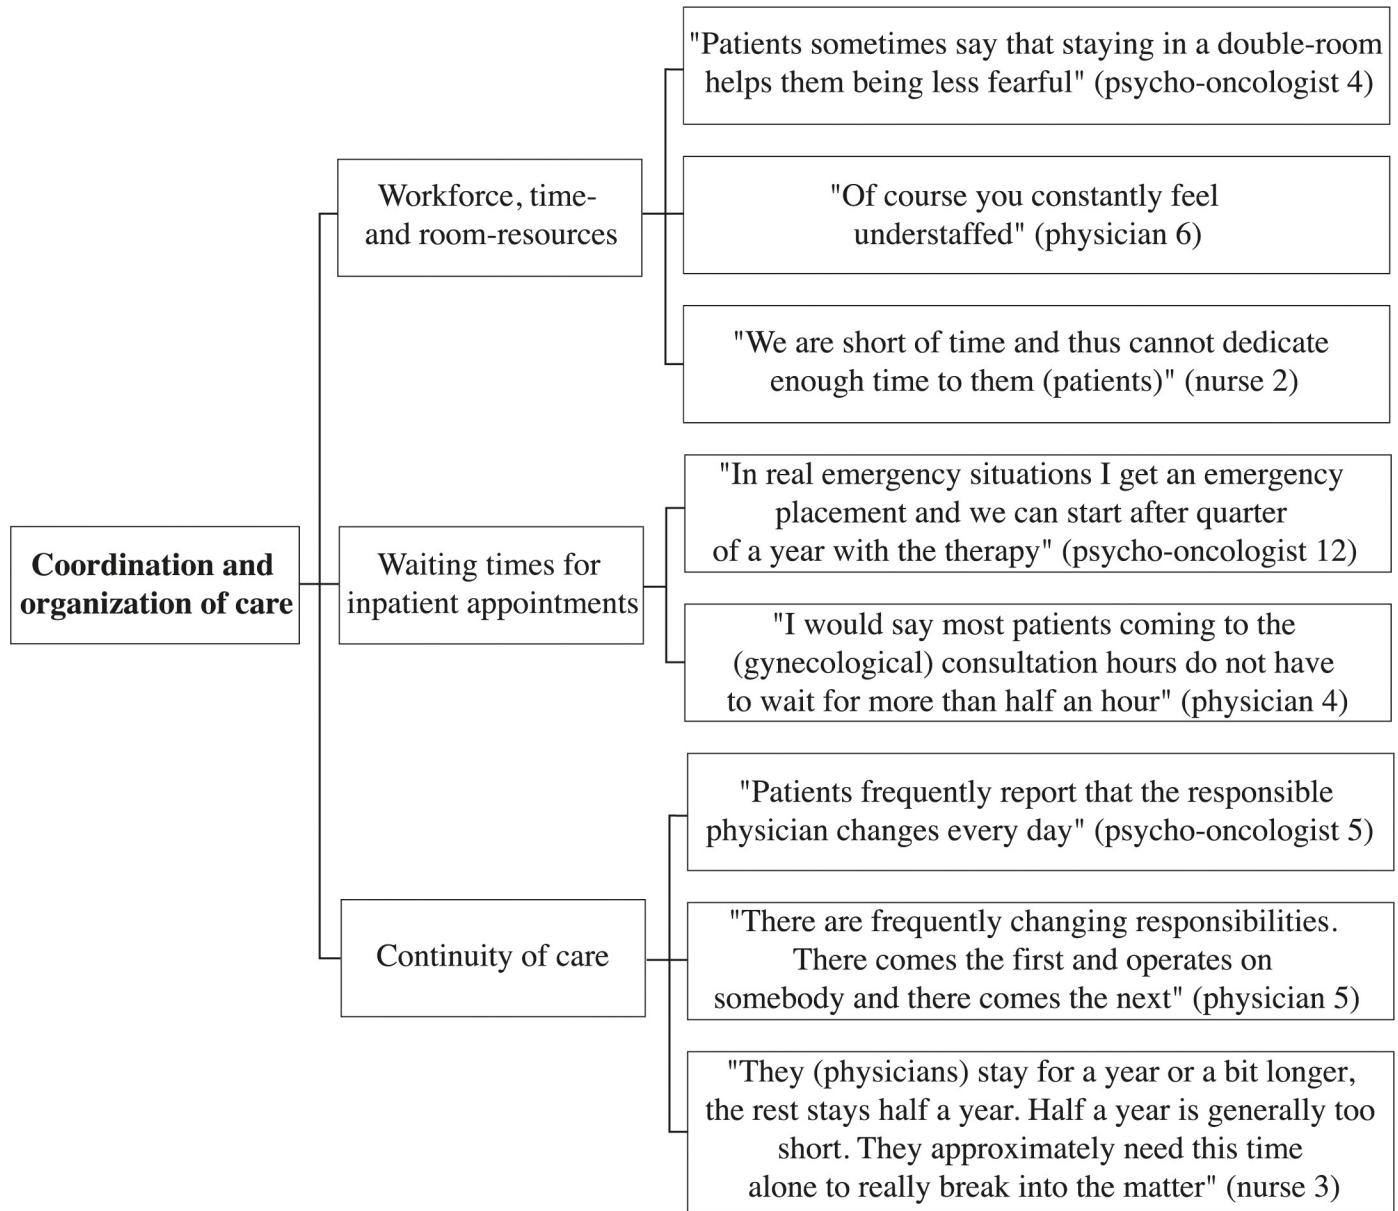 Coordination and
organization of care
Workforce, time-
and room-resources
"Patients sometimes say that staying in a double-room
helps them being less fearful" (psycho-oncologist 4)
"Of course you constantly feel
understaffed" (physician 6)
"We are short of time and thus cannot dedicate
enough time to them (patients)" (nurse 2)
Waiting times for
inpatient appointments
"In real emergency situations I get an emergency
placement and we can start after quarter
of a year with the therapy" (psycho-oncologist 12)
"I would say most patients coming to the
(gynecological) consultation hours do not have
to wait for more than half an hour" (physician 4)
Continuity of care
"Patients frequently report that the responsible
physician changes every day" (psycho-oncologist 5)
"There are frequently changing responsibilities.
There comes the first and operates on
somebody and there comes the next" (physician 5)
"They (physicians) stay for a year or a bit longer,
the rest stays half a year. Half a year is generally too
short. They approximately need this time
alone to really break into the matter" (nurse 3)